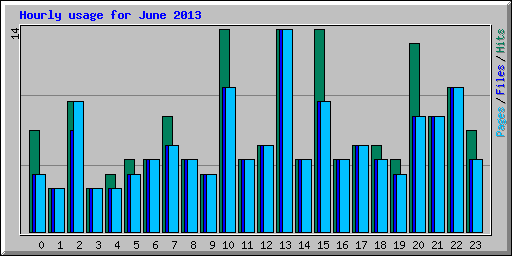 Hourly usage for June 2013
14
Pages/Files/Hits
0 1 2 3 4 5 6 7 8 9 10 11 12 13 14 15 16 17 18 19 20 21 22 23